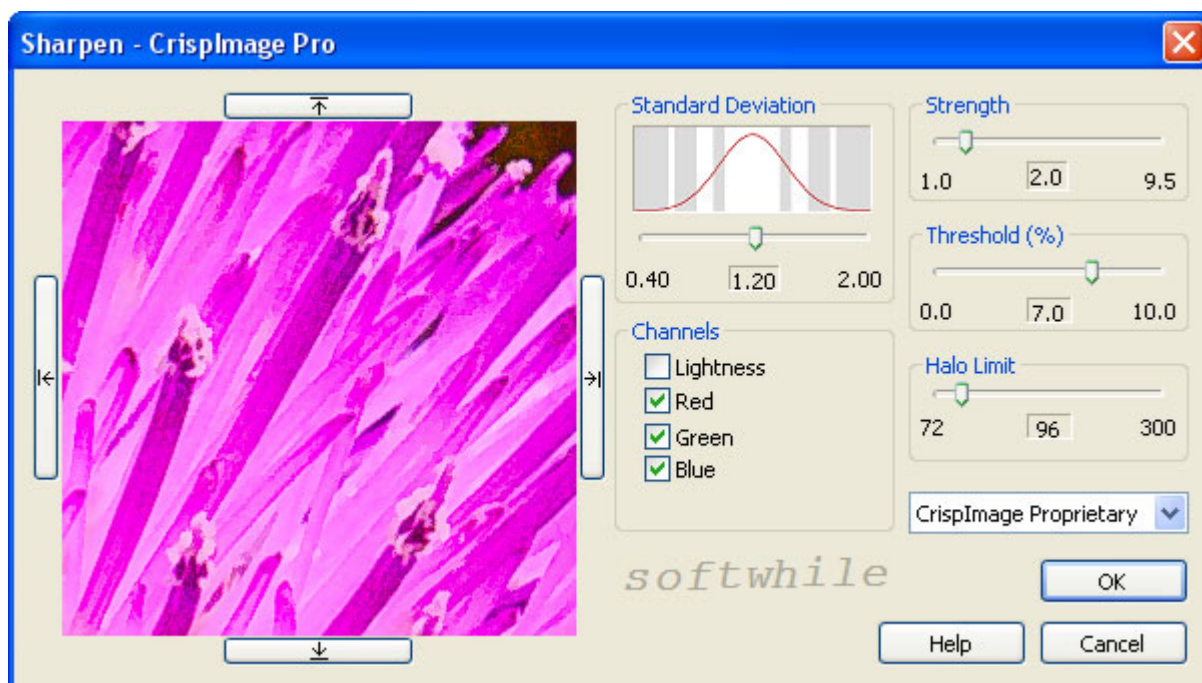 Sharpen - CrispImage Pro
Standard Deviation
0.40 1.20 2.00
Channels
Lightness
Red
Green
Blue
Strength
1.0 2.0 9.5
Threshold (%)
0.0 7.0 10.0
Halo Limit
72 96 300
CrispImage Proprietary
softwhile
OK
Help Cancel